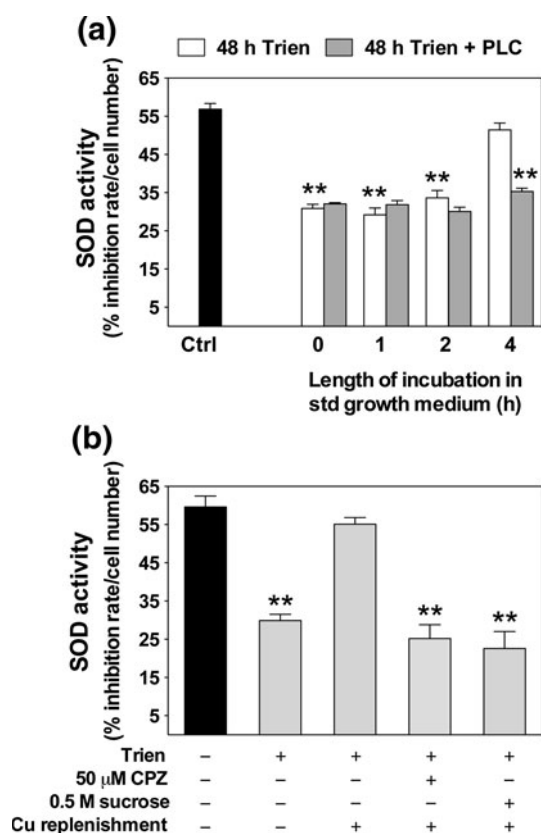 (a)
48 h Trien 48 h Trien + PLC
SOD activity
(% inhibition rate/cell number)
65
55
45
35
25
15
5
** ** ** **
Ctrl 0 1 2 4
Length of incubation in
std growth medium (h)
(b)
SOD activity
(% inhibition rate/cell number)
65
55
45
35
25
15
5
** ** **
Trien – + + + +
50 μM CPZ – – – + –
0.5 M sucrose – – – – +
Cu replenishment – – + + +